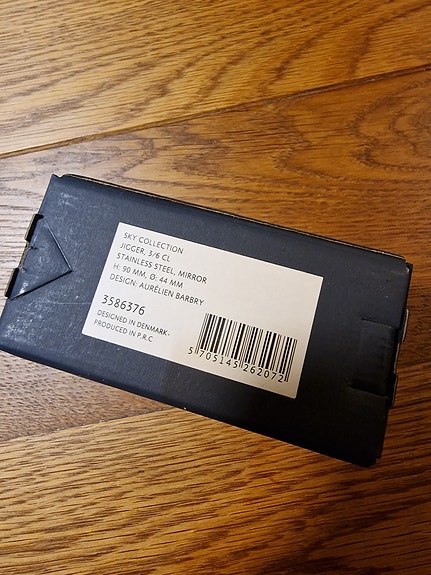 SKY COLLECTION
JIGGER, 3/6 CL
STAINLESS STEEL, MIRROR
H: 90 MM, Ø: 44 MM
DESIGN: AURÉLIEN BARBRY
3586376
DESIGNED IN DENMARK-
PRODUCED IN P.R.C
5 705145 262072